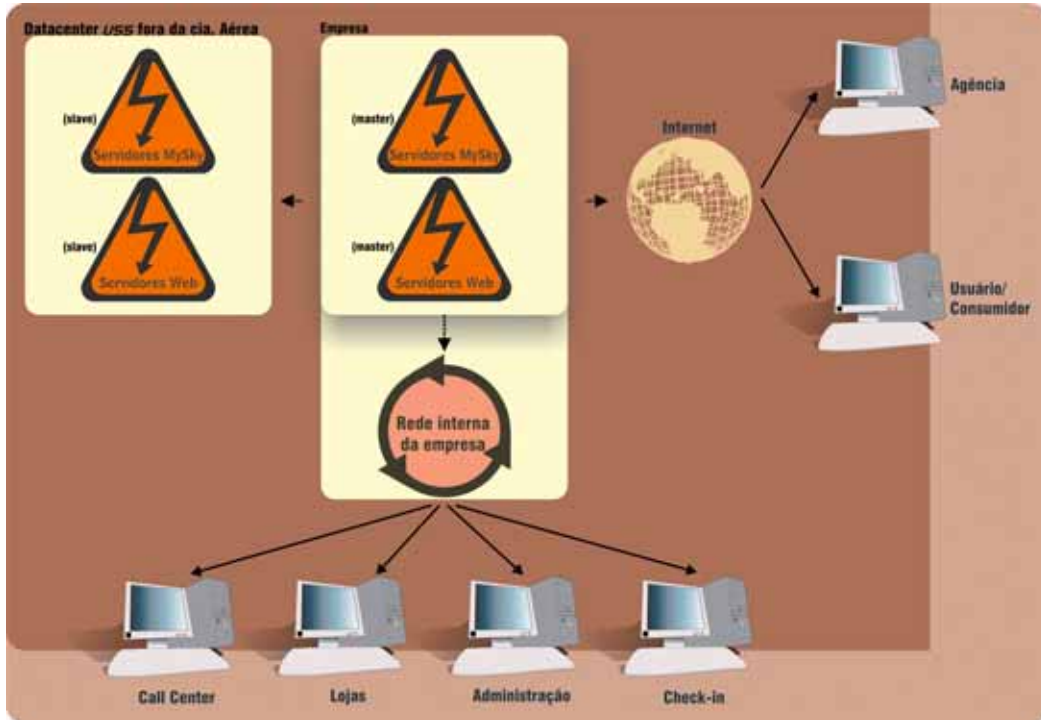 Datacenter USS fora da cia. Aérea
Empresa
(slave)
Servidores MySky
(slave)
Servidores Web
(master)
Servidores MySky
(master)
Servidores Web
Internet
Agência
Usuário/
Consumidor
Rede interna
da empresa
Call Center
Lojas
Administração
Check-in